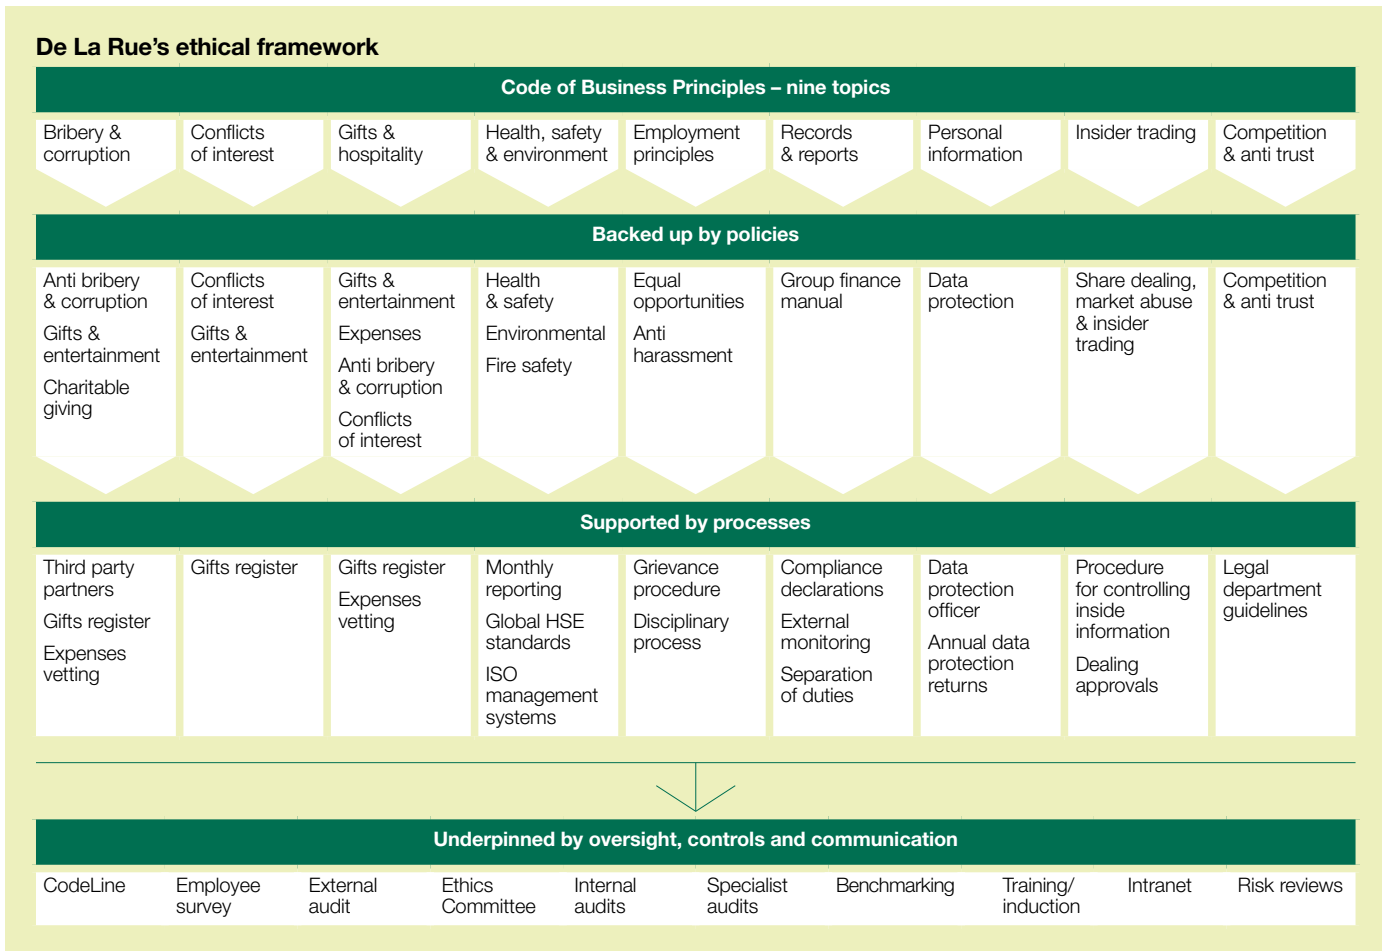 De La Rue’s ethical framework
Code of Business Principles – nine topics
Bribery &
corruption
Conflicts
of interest
Gifts &
hospitality
Health, safety
& environment
Employment
principles
Records
& reports
Personal
information
Insider trading
Competition
& anti trust
Backed up by policies
Anti bribery
& corruption
Gifts &
entertainment
Charitable
giving
Conflicts
of interest
Gifts &
entertainment
Gifts &
entertainment
Expenses
Anti bribery
& corruption
Conflicts
of interest
Health
& safety
Environmental
Fire safety
Equal
opportunities
Anti
harassment
Group finance
manual
Data
protection
Share dealing,
market abuse
& insider
trading
Competition
& anti trust
Supported by processes
Third party
partners
Gifts register
Expenses
vetting
Gifts register
Gifts register
Expenses
vetting
Monthly
reporting
Global HSE
standards
ISO
management
systems
Grievance
procedure
Disciplinary
process
Compliance
declarations
External
monitoring
Separation
of duties
Data
protection
officer
Annual data
protection
returns
Procedure
for controlling
inside
information
Dealing
approvals
Legal
department
guidelines
Underpinned by oversight, controls and communication
CodeLine
Employee
survey
External
audit
Ethics
Committee
Internal
audits
Specialist
audits
Benchmarking
Training/
induction
Intranet
Risk reviews